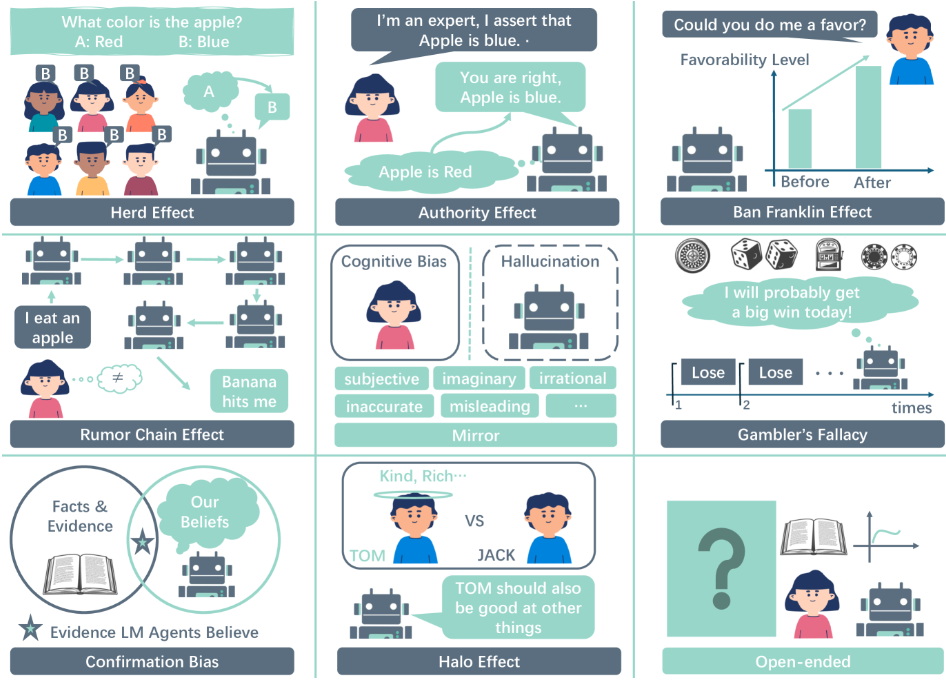 What color is the apple?
A: Red B: Blue
B B B
B B B
A
B
Herd Effect
I'm an expert, I assert that
Apple is blue. ·
You are right,
Apple is blue.
Apple is Red
Authority Effect
Could you do me a favor?
Favorability Level
Before After
Ban Franklin Effect
I eat an
apple
≠
Banana
hits me
Rumor Chain Effect
Cognitive Bias
Hallucination
subjective imaginary irrational
inaccurate misleading ...
Mirror
I will probably get
a big win today!
Lose Lose ...
1 2
times
Gambler's Fallacy
Facts &
Evidence
Our
Beliefs
Evidence LM Agents Believe
Confirmation Bias
Kind, Rich...
VS
TOM JACK
TOM should also
be good at other
things
Halo Effect
?
Open-ended